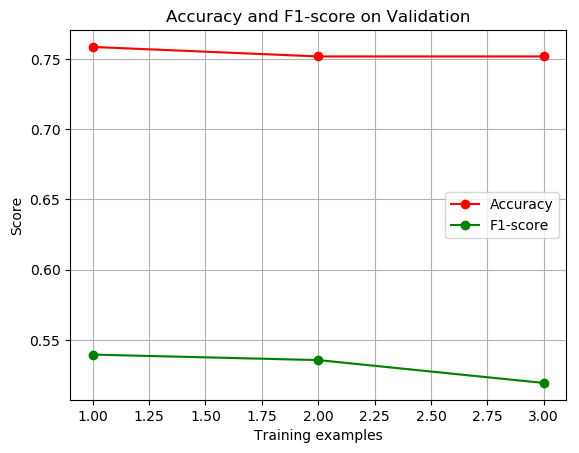 Accuracy and F1-score on Validation
Score
0.75
0.70
0.65
0.60
0.55
Accuracy
F1-score
1.00 1.25 1.50 1.75 2.00 2.25 2.50 2.75 3.00
Training examples